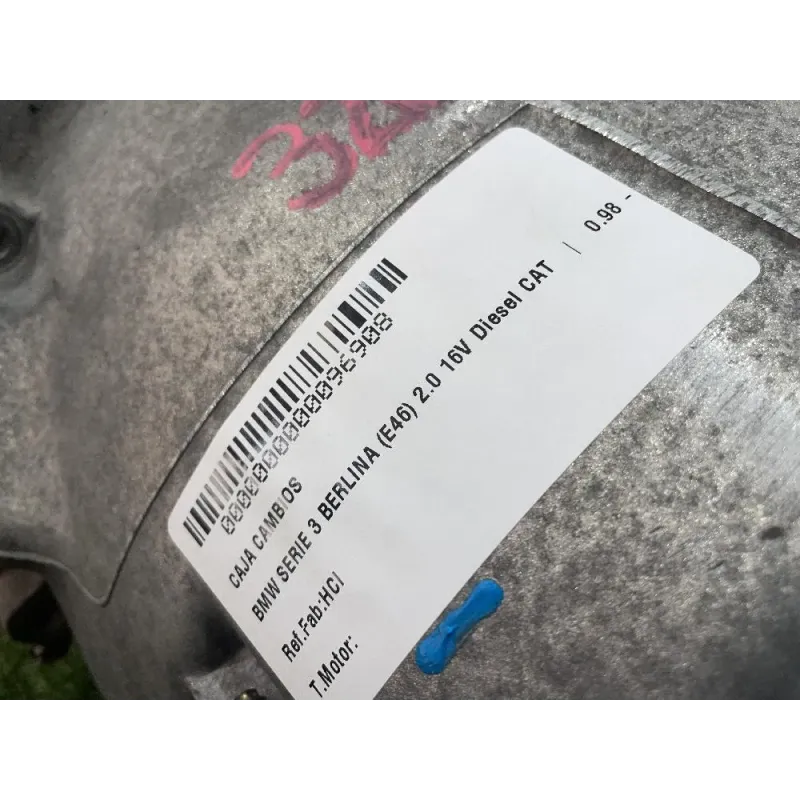 0000000000096908
CAJA CAMBIOS
BMW SERIE 3 BERLINA (E46) 2.0 16V Diesel CAT | 0.98 -
Ref.Fab:HCI
T.Motor: